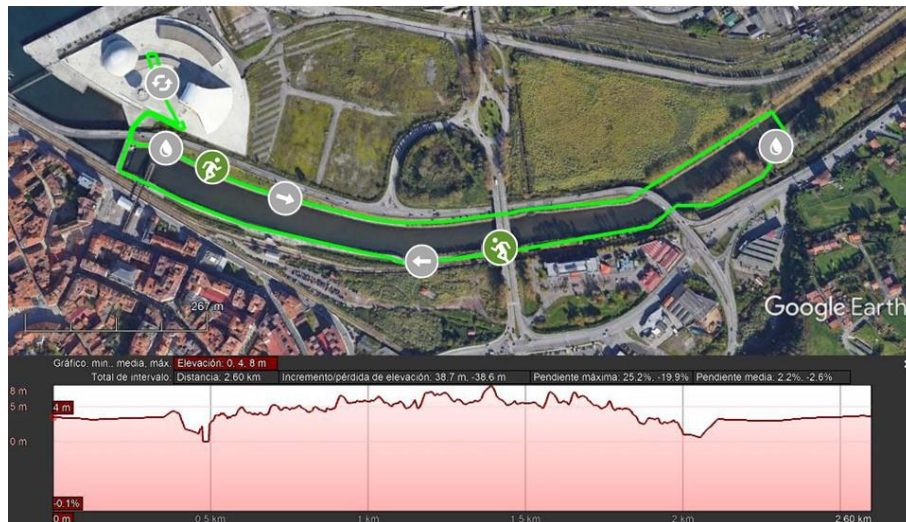 267 m
Google Earth
Gráfico. min., media, máx. Elevación: 0, 4, 8 m
Total de intervalo. Distancia: 2.60 km Incremento/pérdida de elevación: 38.7 m, -38.6 m Pendiente máxima: 25.2%, -19.9% Pendiente media: 2.2%, -2.6%
8 m
5 m
4 m
0 m
-0.1%
0 m 0.5 km 1 km 1.5 km 2 km 2.60 km